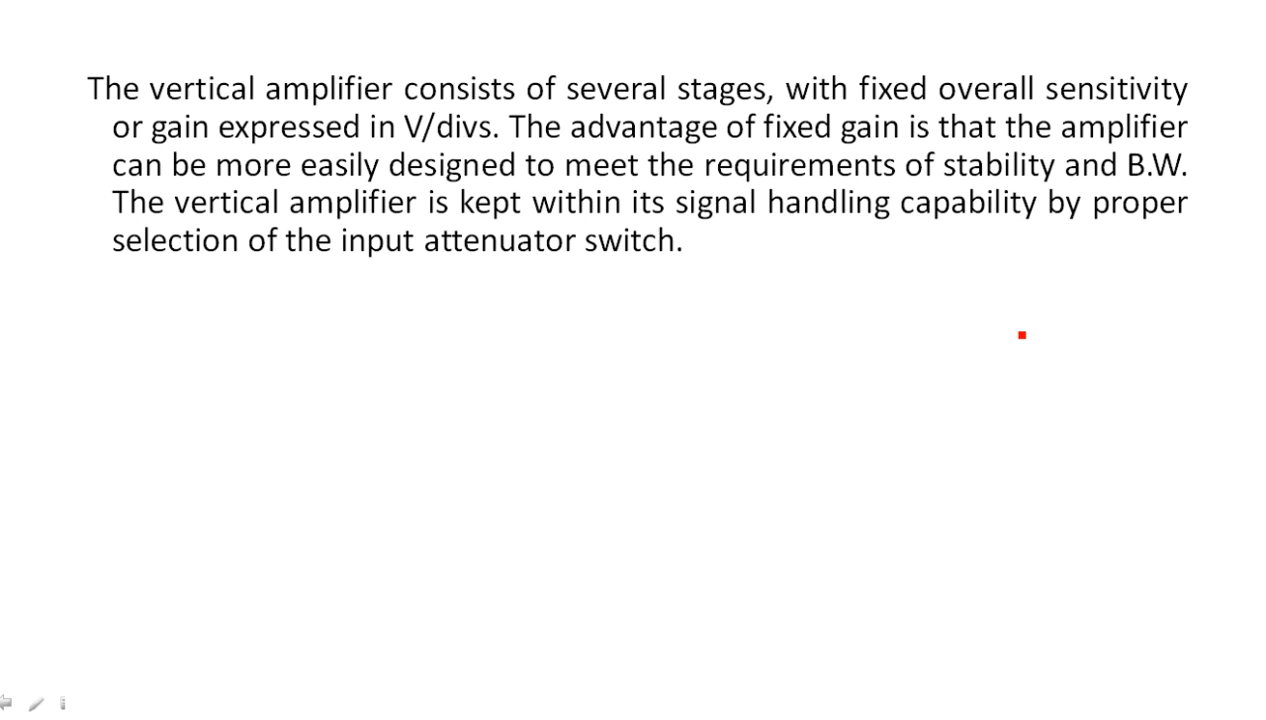 The vertical amplifier consists of several stages, with fixed overall sensitivity
or gain expressed in V/divs. The advantage of fixed gain is that the amplifier
can be more easily designed to meet the requirements of stability and B.W.
The vertical amplifier is kept within its signal handling capability by proper
selection of the input attenuator switch.